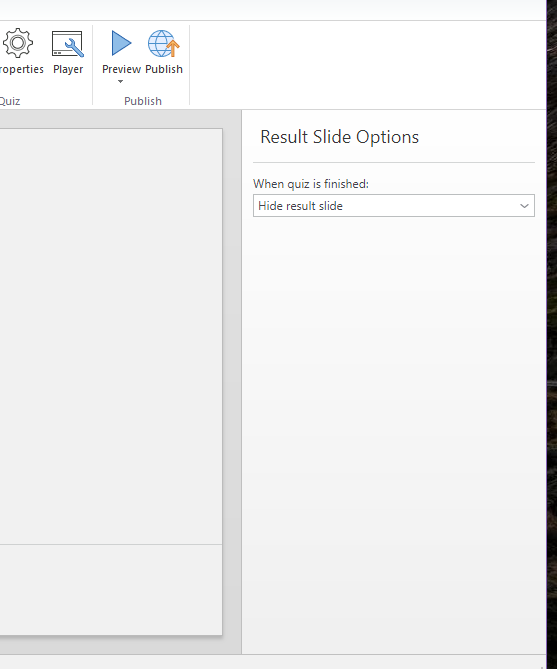 roperties Player Preview Publish
Quiz Publish
Result Slide Options
When quiz is finished:
Hide result slide